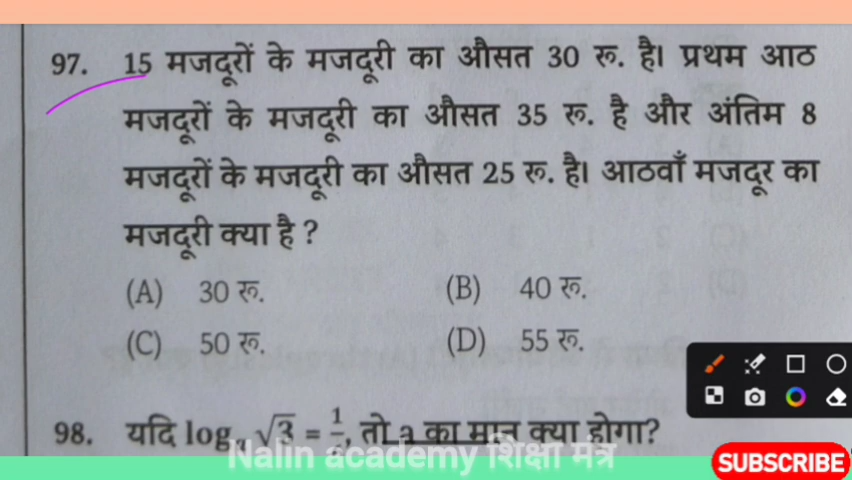 97. 15 मजदूरों के मजदूरी का औसत 30 रू. है। प्रथम आठ
मजदूरों के मजदूरी का औसत 35 रू. है और अंतिम 8
मजदूरों के मजदूरी का औसत 25 रू. है। आठवाँ मजदूर का
मजदूरी क्या है ?
(A) 30 रू. (B) 40 रू.
(C) 50 रू. (D) 55 रू.
98. यदि log √3 = 1/ , तो a का मान क्या होगा?
Nalin academy शिक्षा मंत्र
SUBSCRIBE